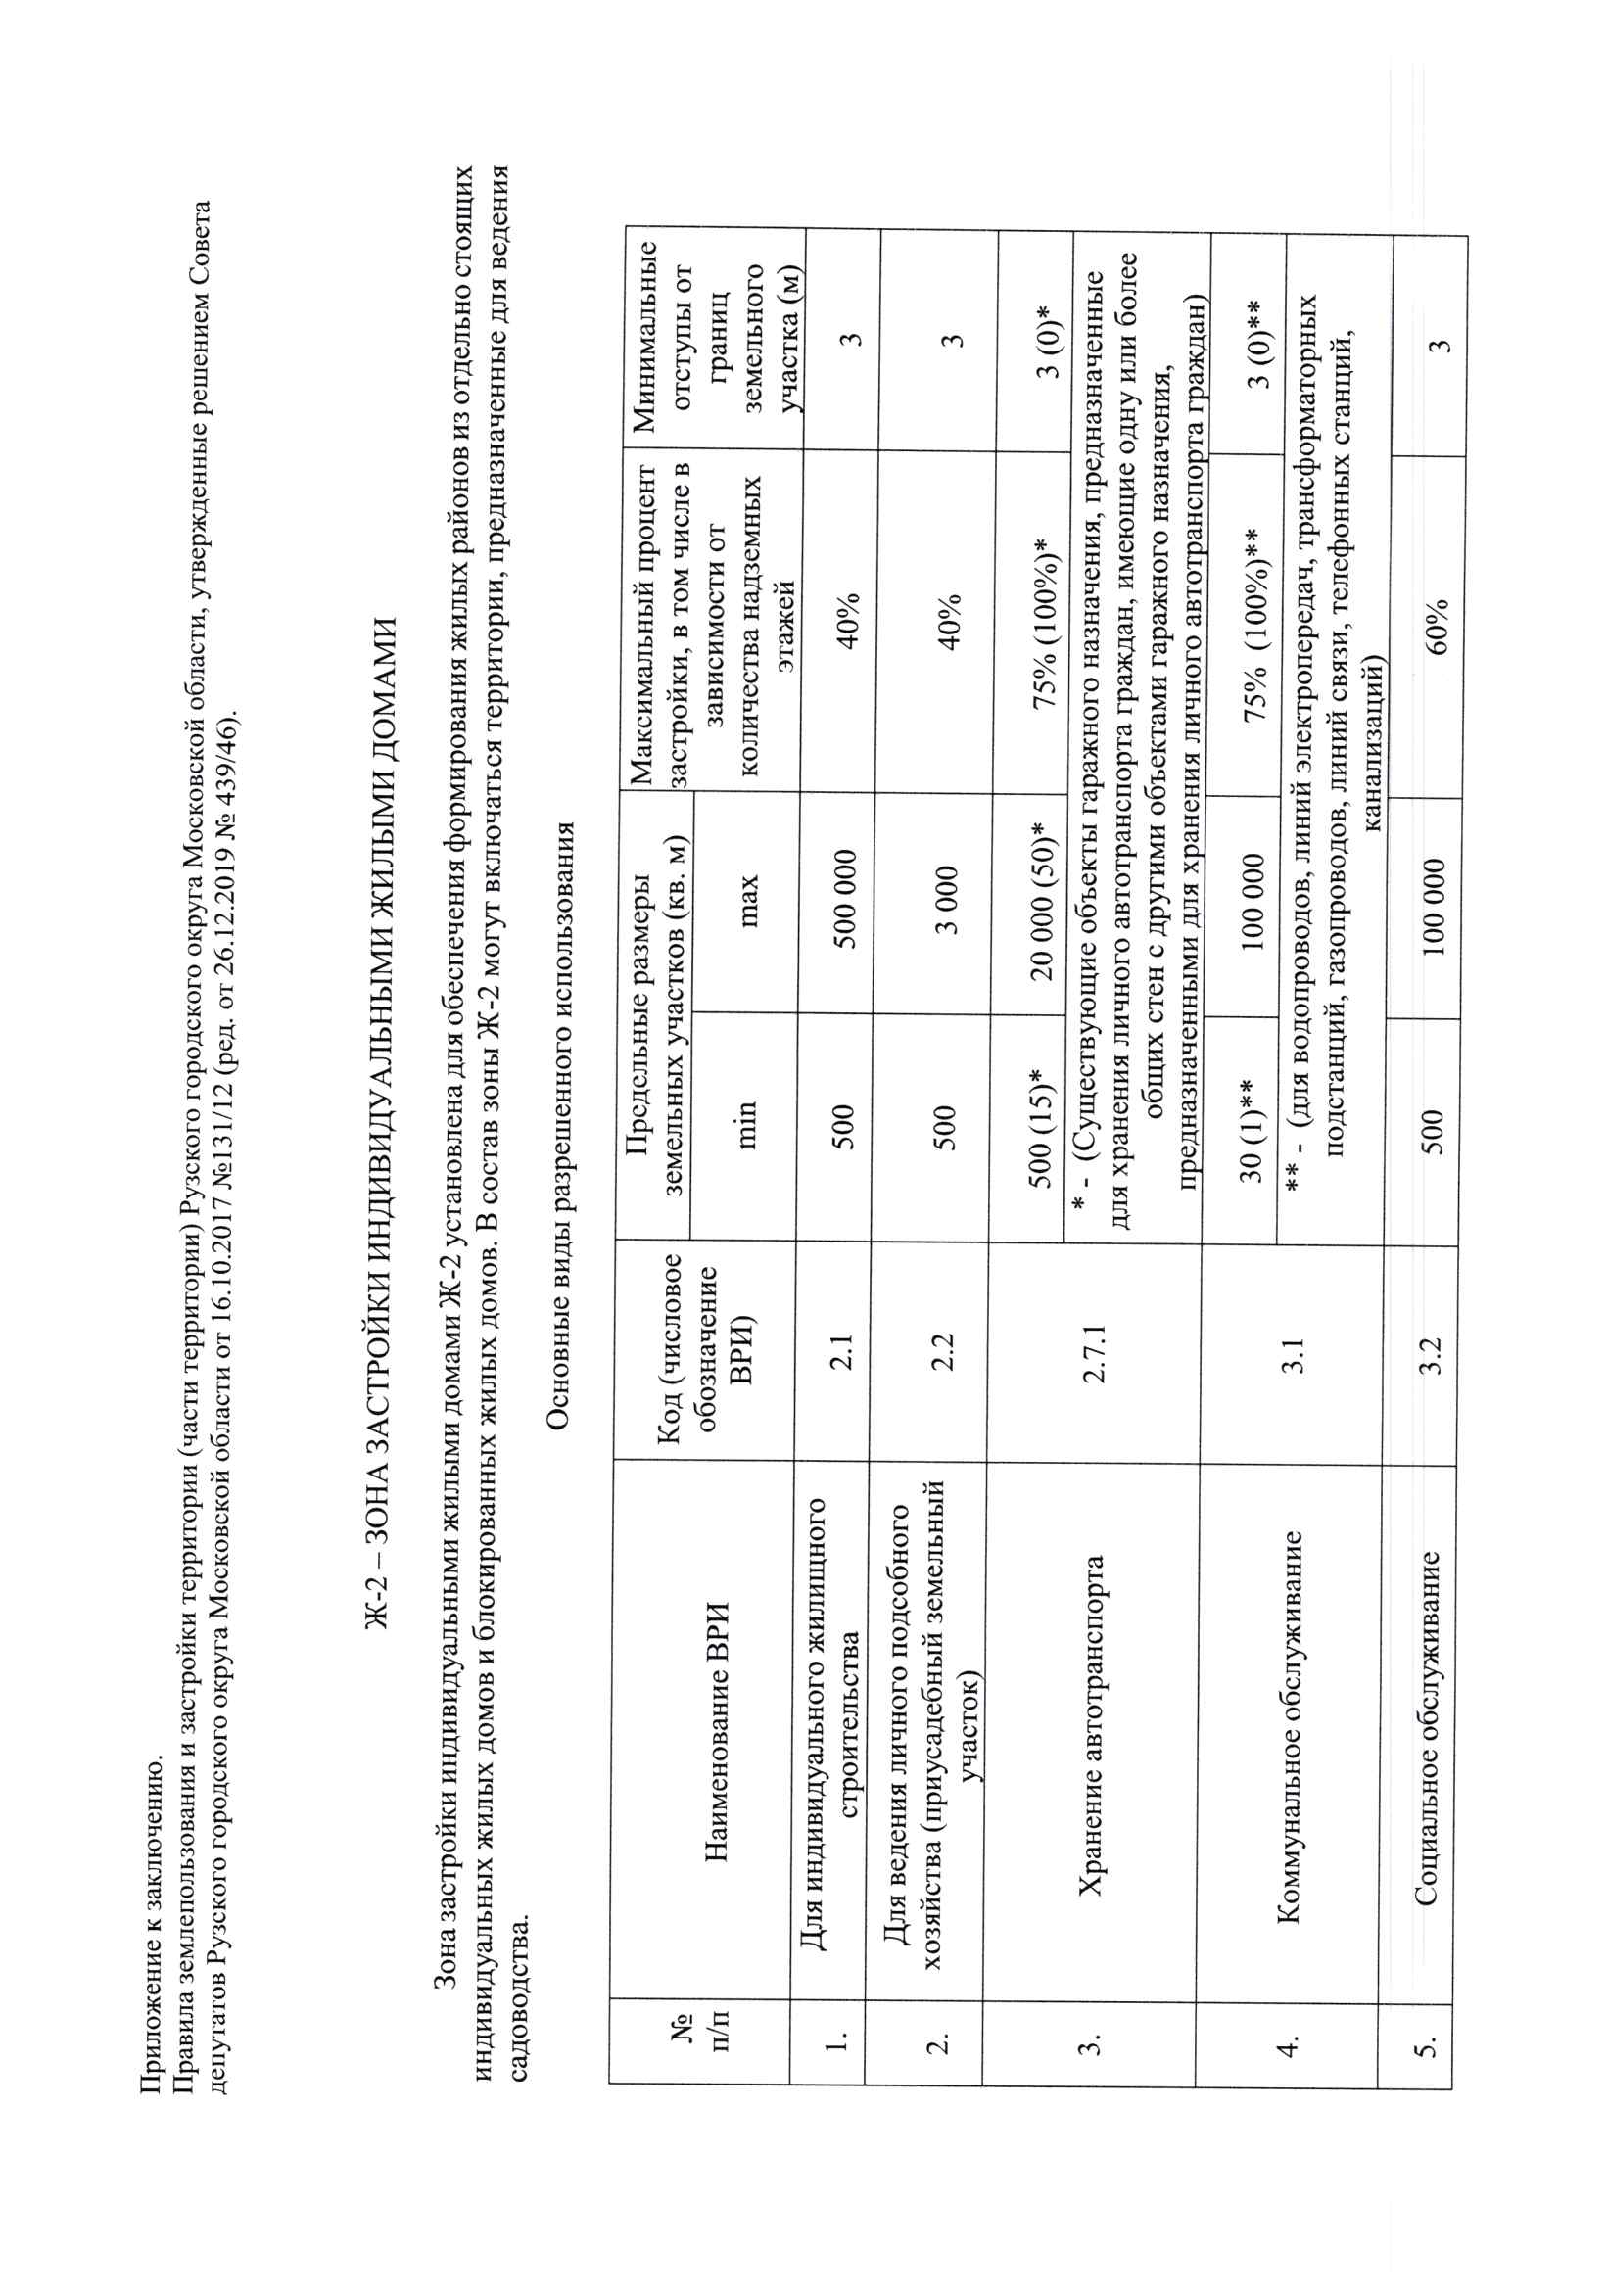 Приложение к заключению.
Правила землепользования и застройки территории (части территории) Рузского городского округа Московской области, утвержденные решением Совета
депутатов Рузского городского округа Московской области от 16.10.2017 №131/12 (ред. от 26.12.2019 № 439/46).
Ж-2 – ЗОНА ЗАСТРОЙКИ ИНДИВИДУАЛЬНЫМИ ЖИЛЫМИ ДОМАМИ
Зона застройки индивидуальными жилыми домами Ж-2 установлена для обеспечения формирования жилых районов из отдельно стоящих
индивидуальных жилых домов и блокированных жилых домов. В состав зоны Ж-2 могут включаться территории, предназначенные для ведения
садоводства.
Основные виды разрешенного использования
№
п/п
Наименование ВРИ
Код (числовое
обозначение
ВРИ)
Предельные размеры
земельных участков (кв. м)
min
max
Максимальный процент
застройки, в том числе в
зависимости от
количества надземных
этажей
Минимальные
отступы от
границ
земельного
участка (м)
1.
Для индивидуального жилищного
строительства
2.1
500
500 000
40%
3
2.
Для ведения личного подсобного
хозяйства (приусадебный земельный
участок)
2.2
500
3 000
40%
3
3.
Хранение автотранспорта
2.7.1
500 (15)*
20 000 (50)*
75% (100%)*
3 (0)*
* - (Существующие объекты гаражного назначения, предназначенные
для хранения личного автотранспорта граждан, имеющие одну или более
общих стен с другими объектами гаражного назначения,
предназначенными для хранения личного автотранспорта граждан)
4.
Коммунальное обслуживание
3.1
30 (1)**
100 000
75% (100%)**
3 (0)**
** - (для водопроводов, линий электропередач, трансформаторных
подстанций, газопроводов, линий связи, телефонных станций,
канализаций)
5.
Социальное обслуживание
3.2
500
100 000
60%
3